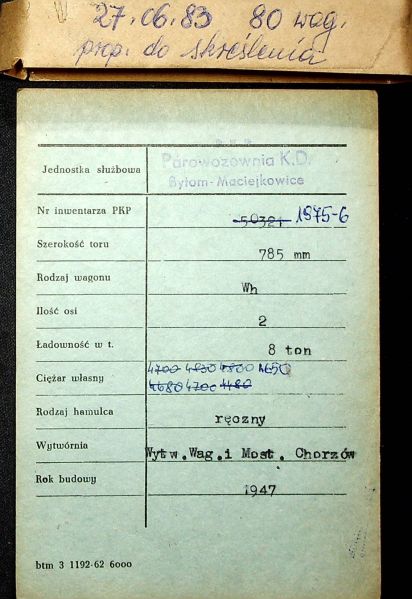 27.06.83 80 wag.
prop. do skreślenia
P.K.P.
Parowozownia K.D.
Bytom-Maciejkowice
Jednostka służbowa
Nr inwentarza PKP 50321 1975-6
Szerokość toru 785 mm
Rodzaj wagonu Wh
Ilość osi 2
Ładowność w t. 8 ton
Ciężar własny 4700 4830 4800 4650
4680 4700 4480
Rodzaj hamulca ręczny
Wytwórnia Wytw.Wag.i Most. Chorzów
Rok budowy 1947
btm 3 1192-62 6000